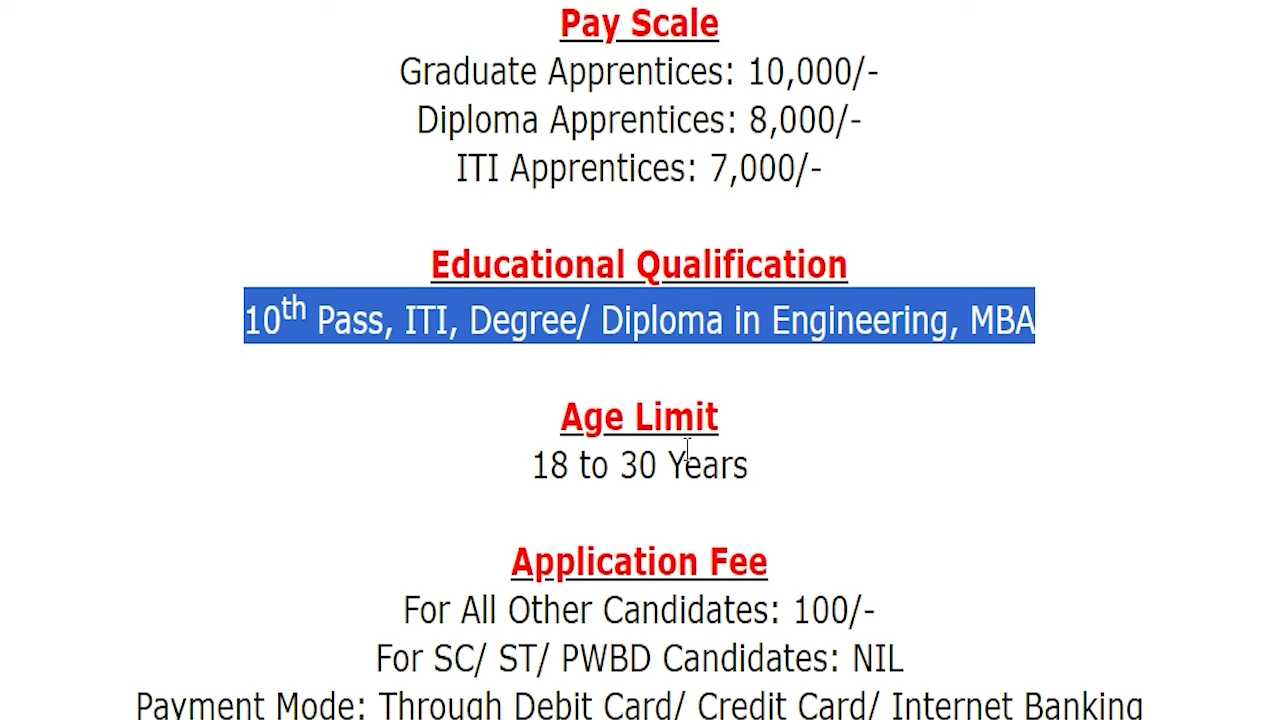 Pay Scale
Graduate Apprentices: 10,000/-
Diploma Apprentices: 8,000/-
ITI Apprentices: 7,000/-
Educational Qualification
10th Pass, ITI, Degree/ Diploma in Engineering, MBA
Age Limit
18 to 30 Years
Application Fee
For All Other Candidates: 100/-
For SC/ ST/ PWBD Candidates: NIL
Payment Mode: Through Debit Card/ Credit Card/ Internet Banking